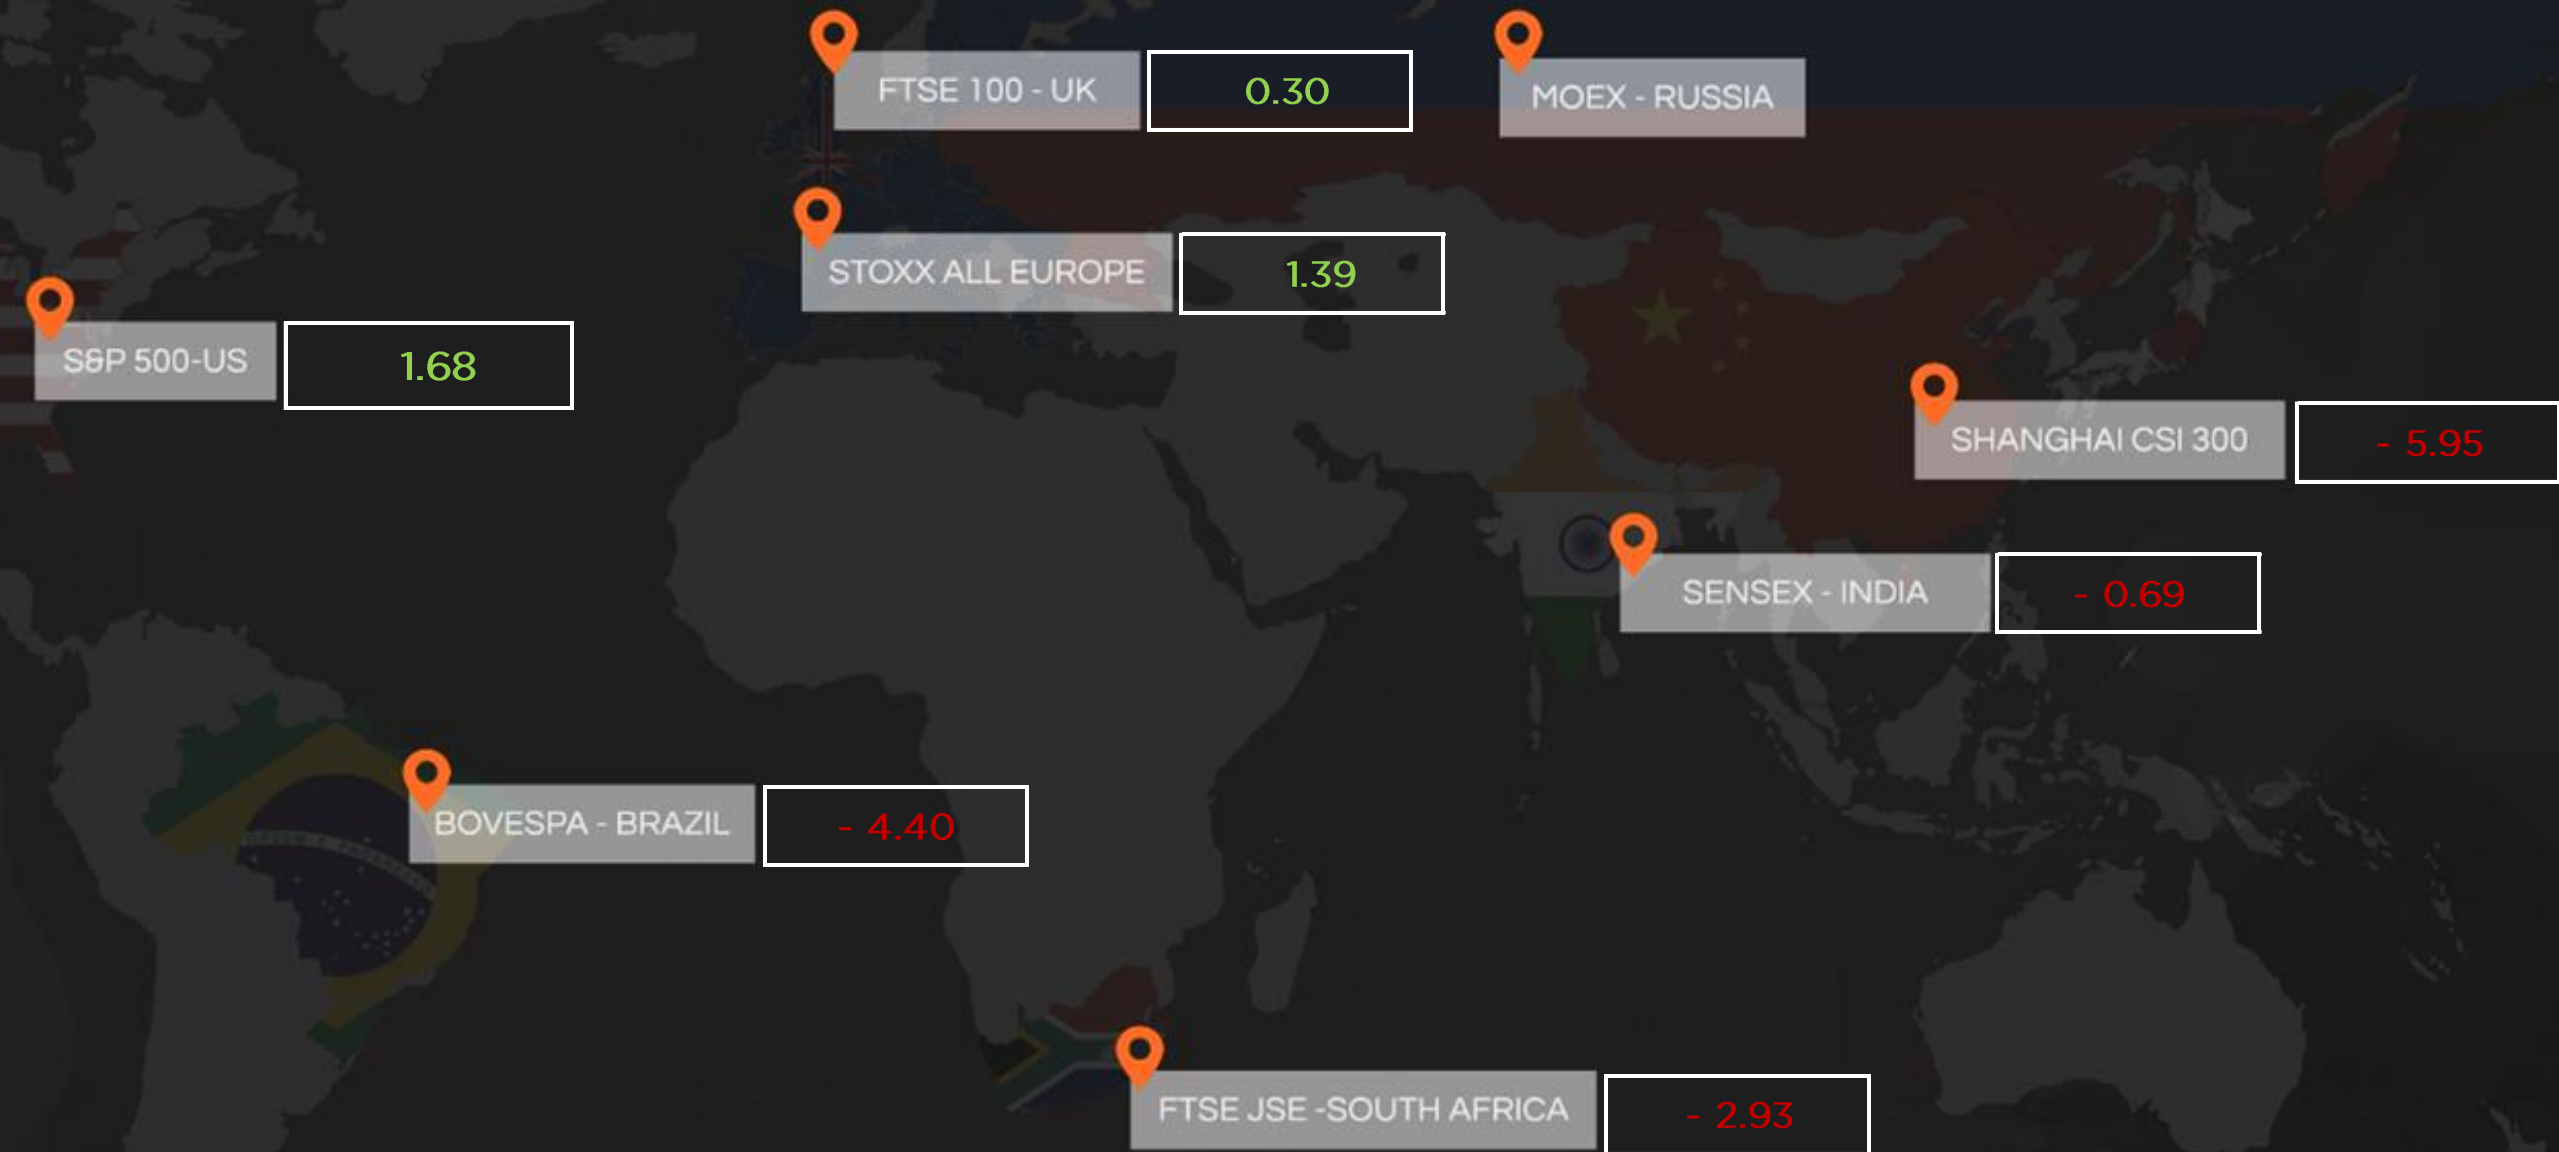 FTSE 100 - UK
0.30
MOEX - RUSSIA
STOXX ALL EUROPE
1.39
S&P 500-US
1.68
SHANGHAI CSI 300
- 5.95
SENSEX - INDIA
- 0.69
BOVESPA - BRAZIL
- 4.40
FTSE JSE -SOUTH AFRICA
- 2.93